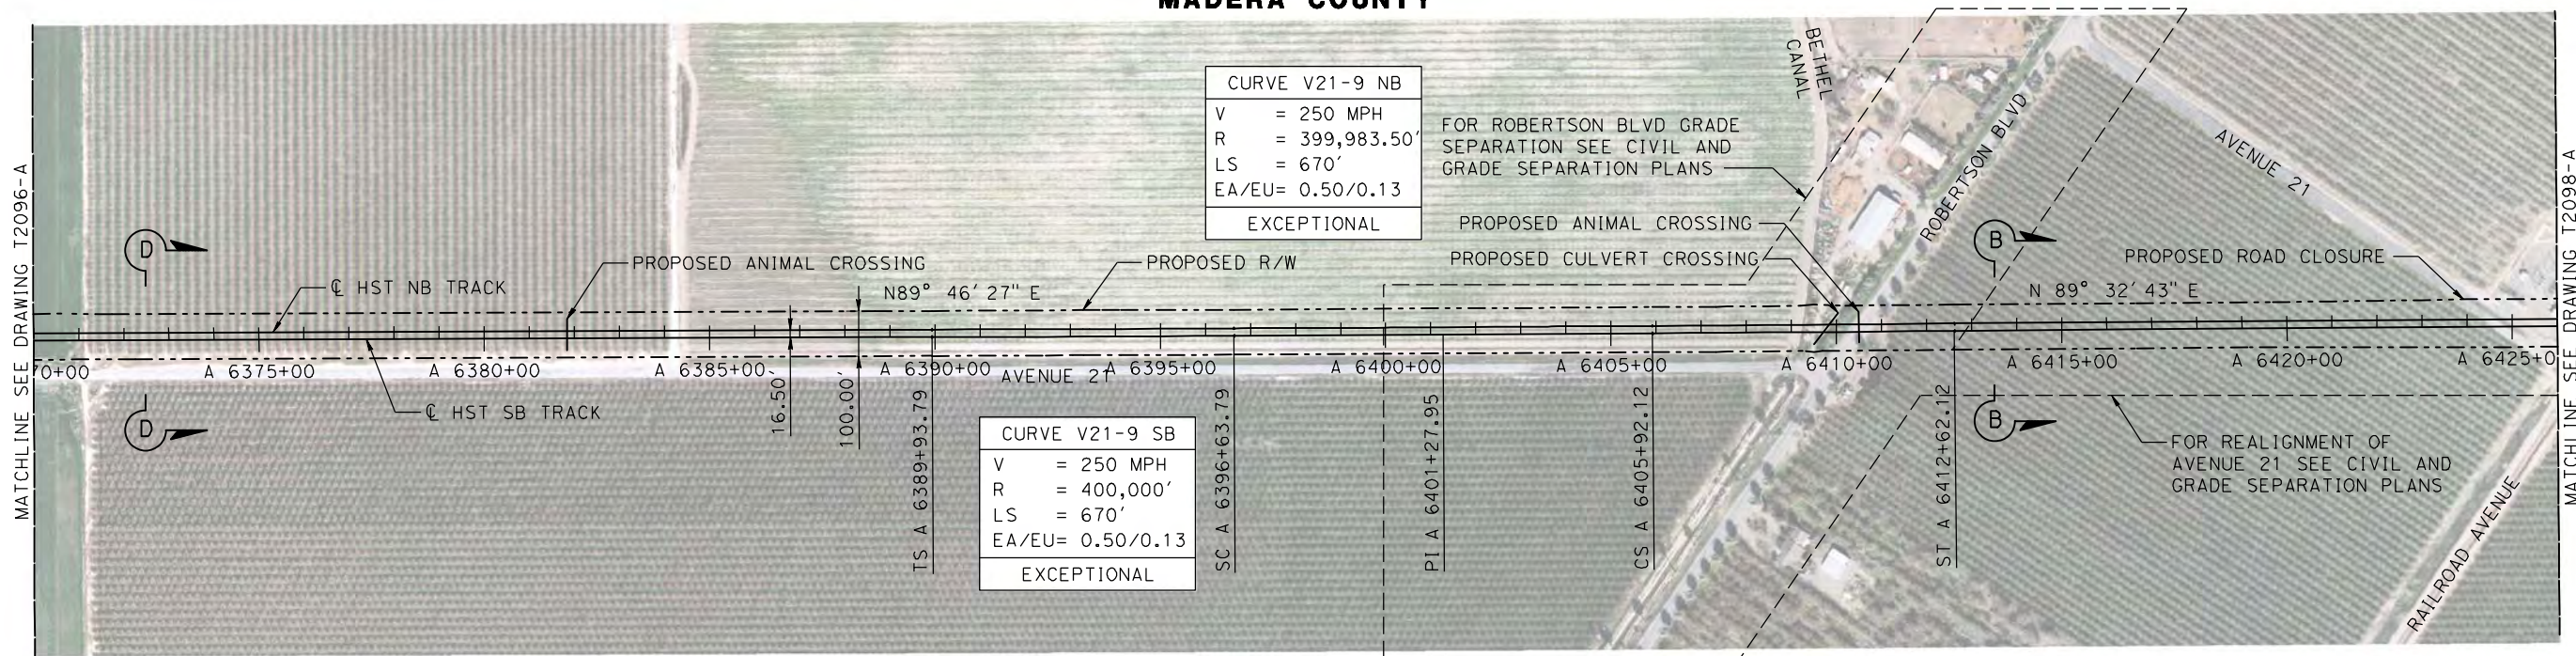 MADERA COUNTY
MATCHLINE SEE DRAWING T2096-A
BETHEL
CANAL
CURVE V21-9 NB
V = 250 MPH
R = 399,983.50'
LS = 670'
EA/EU= 0.50/0.13
EXCEPTIONAL
FOR ROBERTSON BLVD GRADE
SEPARATION SEE CIVIL AND
GRADE SEPARATION PLANS
ROBERTSON BLVD
AVENUE 21
D
PROPOSED ANIMAL CROSSING
℄ HST NB TRACK
N89° 46' 27" E
PROPOSED R/W
PROPOSED ANIMAL CROSSING
PROPOSED CULVERT CROSSING
B
PROPOSED ROAD CLOSURE
N 89° 32' 43" E
70+00
A 6375+00
A 6380+00
A 6385+00
A 6390+00
A 6395+00
A 6400+00
A 6405+00
A 6410+00
A 6415+00
A 6420+00
A 6425+0
AVENUE 21
D
℄ HST SB TRACK
16.50'
100.00'
TS A 6389+93.79
CURVE V21-9 SB
V = 250 MPH
R = 400,000'
LS = 670'
EA/EU= 0.50/0.13
EXCEPTIONAL
SC A 6396+63.79
PI A 6401+27.95
CS A 6405+92.12
ST A 6412+62.12
B
FOR REALIGNMENT OF
AVENUE 21 SEE CIVIL AND
GRADE SEPARATION PLANS
RAILROAD AVENUE
MATCHLINE SEE DRAWING T2098-A